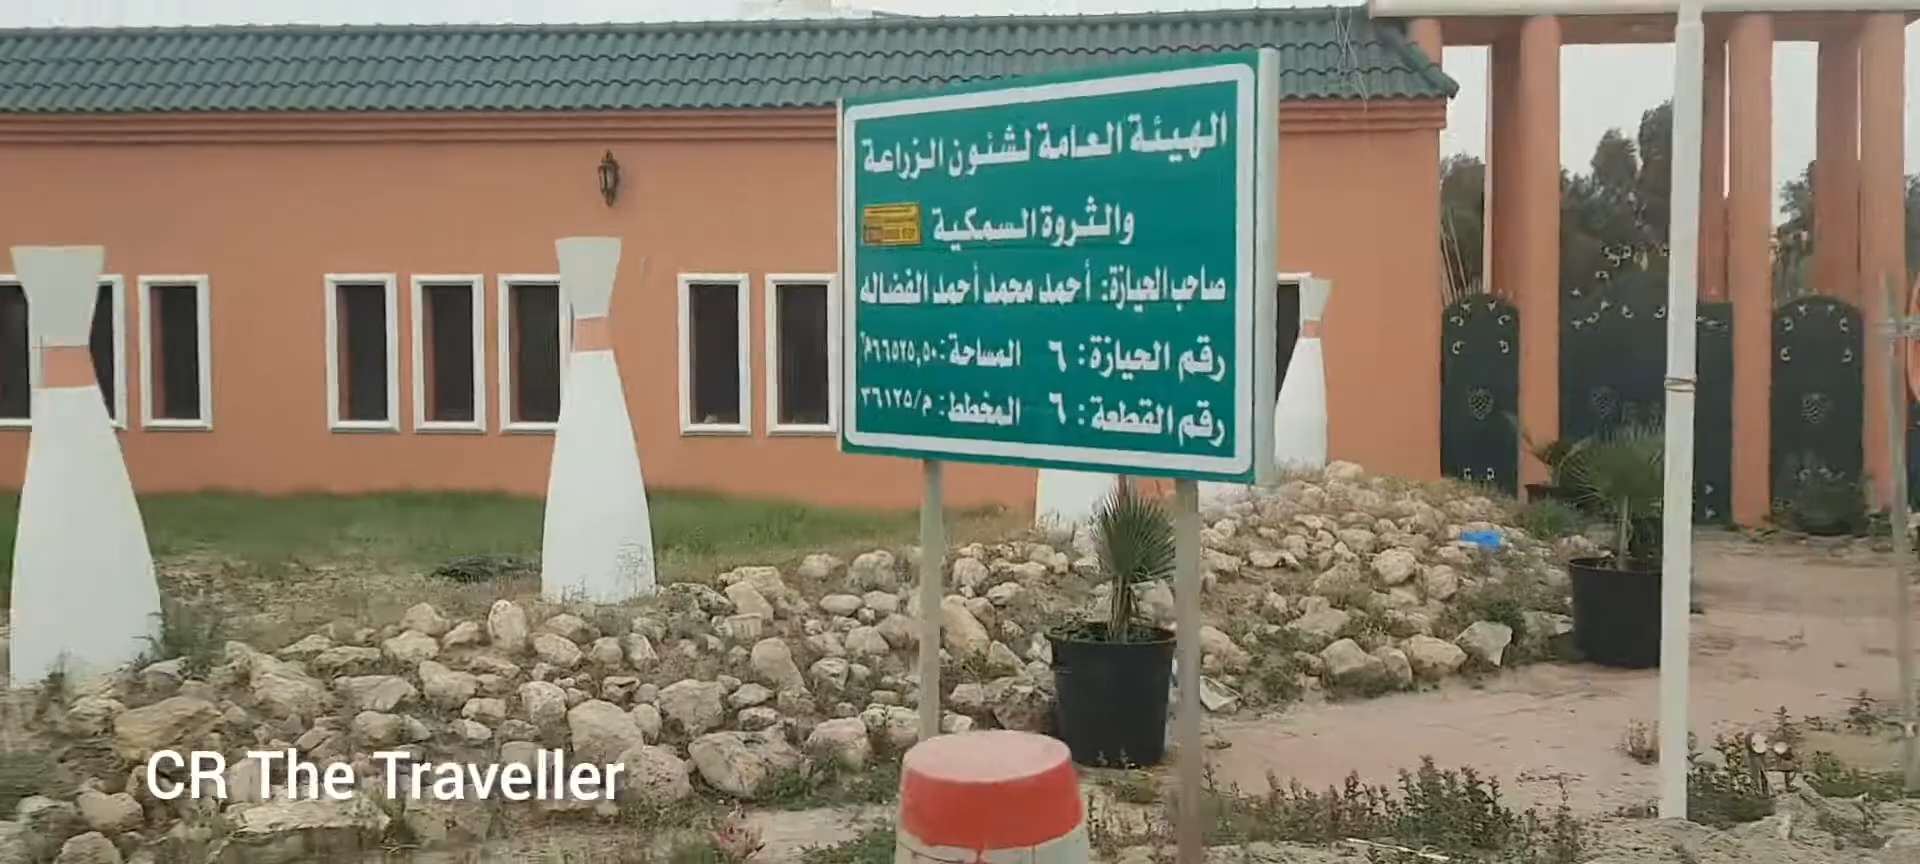 الهيئة العامة لشئون الزراعة
والثروة السمكية
صاحب الحيازة: أحمد محمد أحمد الفضاله
رقم الحيازة: ٦ المساحة: ٦٦٥٢٥,٥٠م٢
رقم القطعة: ٦ المخطط: م/٣٦١٢٥
CR The Traveller